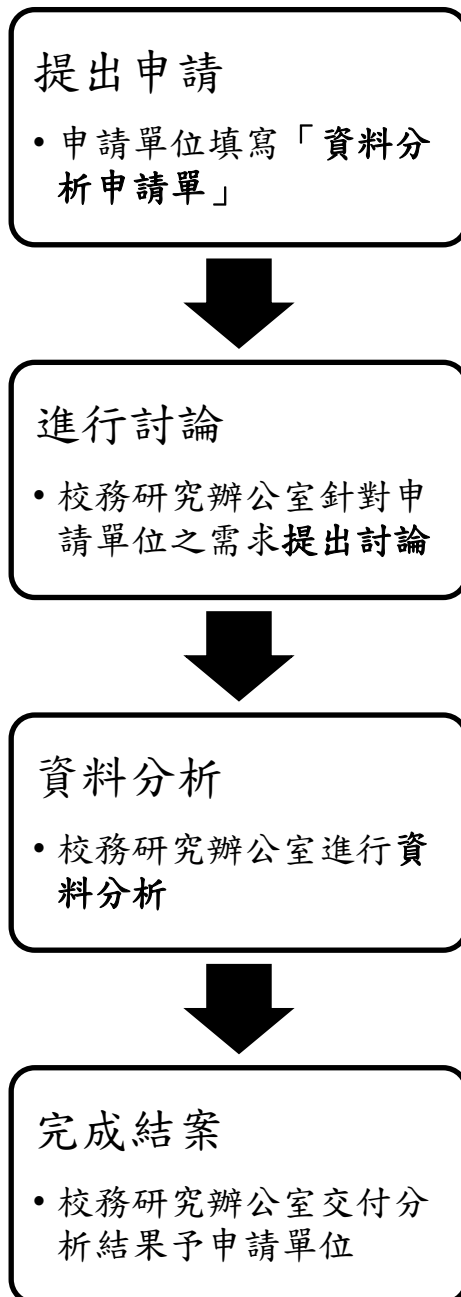 提出申請
• 申請單位填寫「資料分
析申請單」
進行討論
• 校務研究辦公室針對申
請單位之需求提出討論
資料分析
• 校務研究辦公室進行資
料分析
完成結案
• 校務研究辦公室交付分
析結果予申請單位